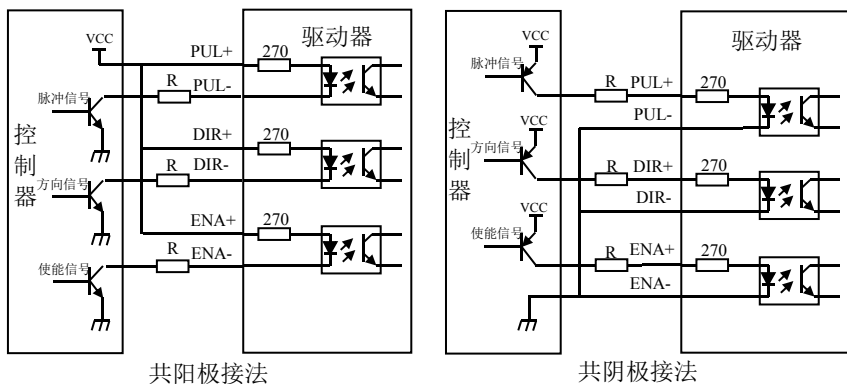 VCC
PUL+
270
驱动器
脉冲信号
R
PUL-
控制器
DIR+
270
方向信号
R
DIR-
ENA+
270
使能信号
R
ENA-
共阳极接法
VCC
驱动器
脉冲信号
R
PUL+
270
PUL-
控制器
VCC
方向信号
R
DIR+
270
DIR-
VCC
使能信号
R
ENA+
270
ENA-
共阴极接法